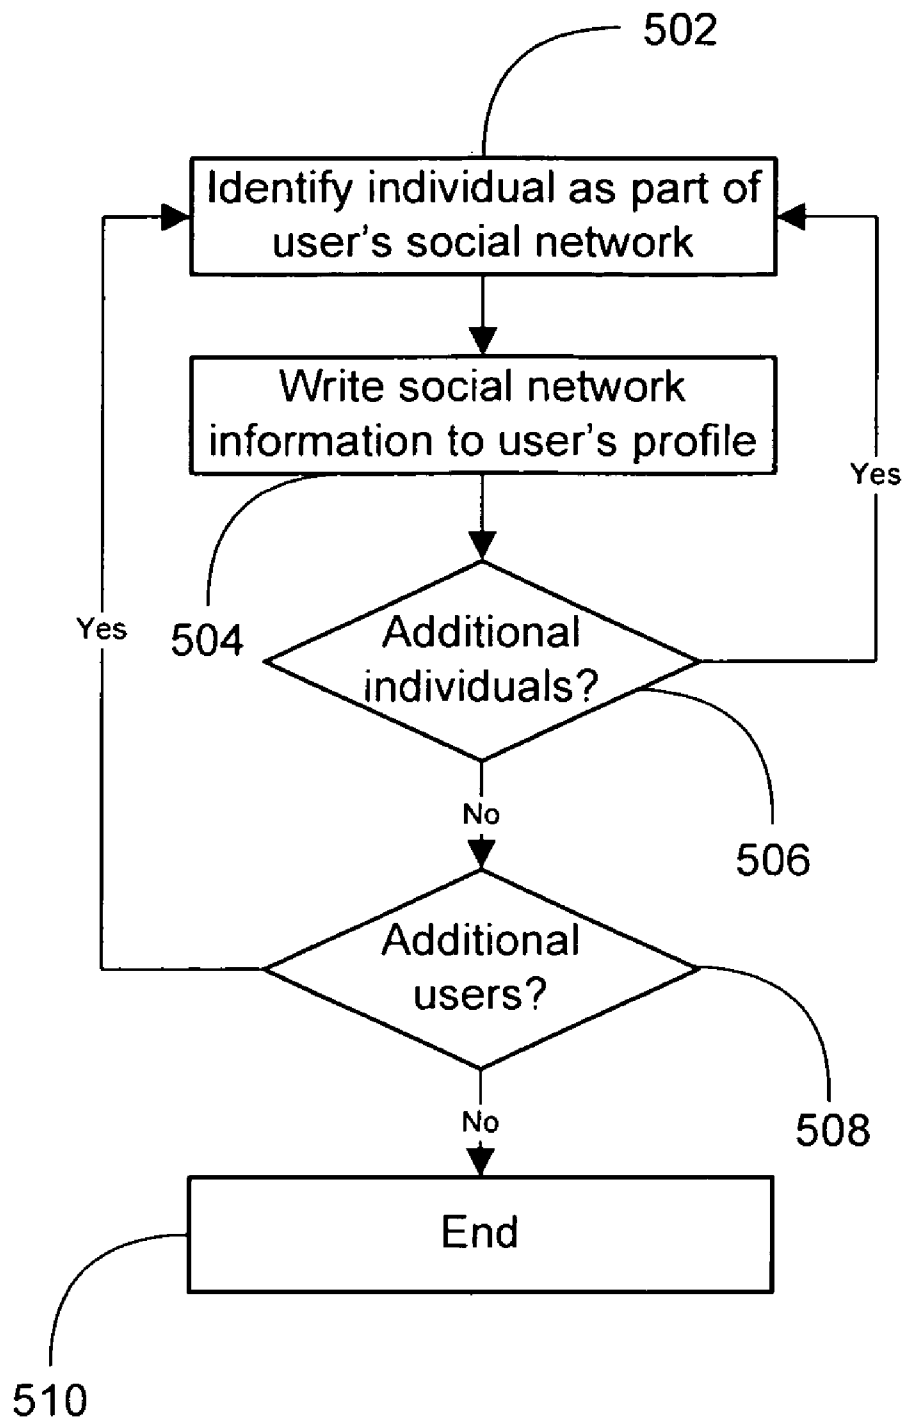 502
Identify individual as part of
user's social network
Write social network
information to user's profile
Yes
Yes
504
Additional
individuals?
No
506
Additional
users?
No
508
End
510